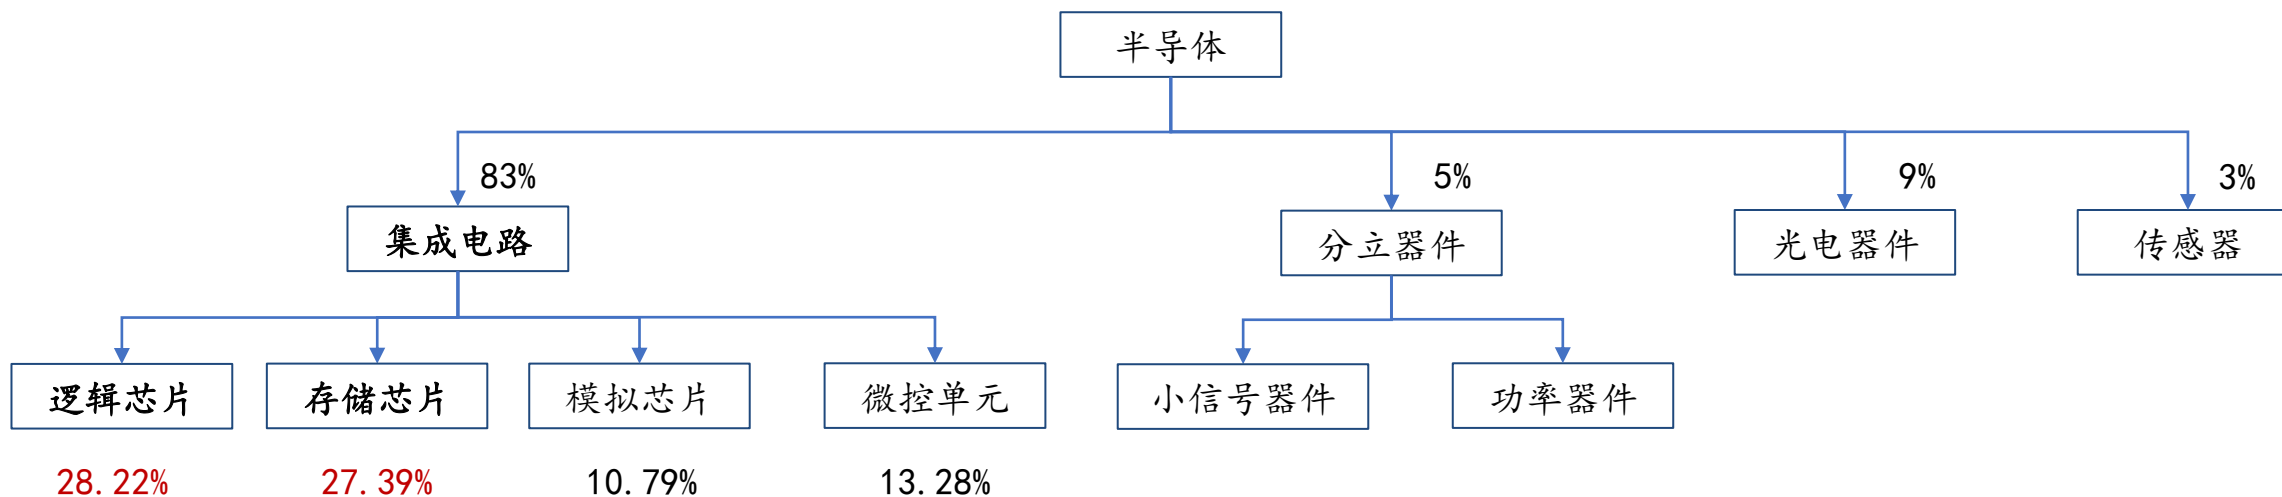 半导体
83%
5%
9%
3%
集成电路
分立器件
光电器件
传感器
逻辑芯片
存储芯片
模拟芯片
微控单元
小信号器件
功率器件
28.22%
27.39%
10.79%
13.28%